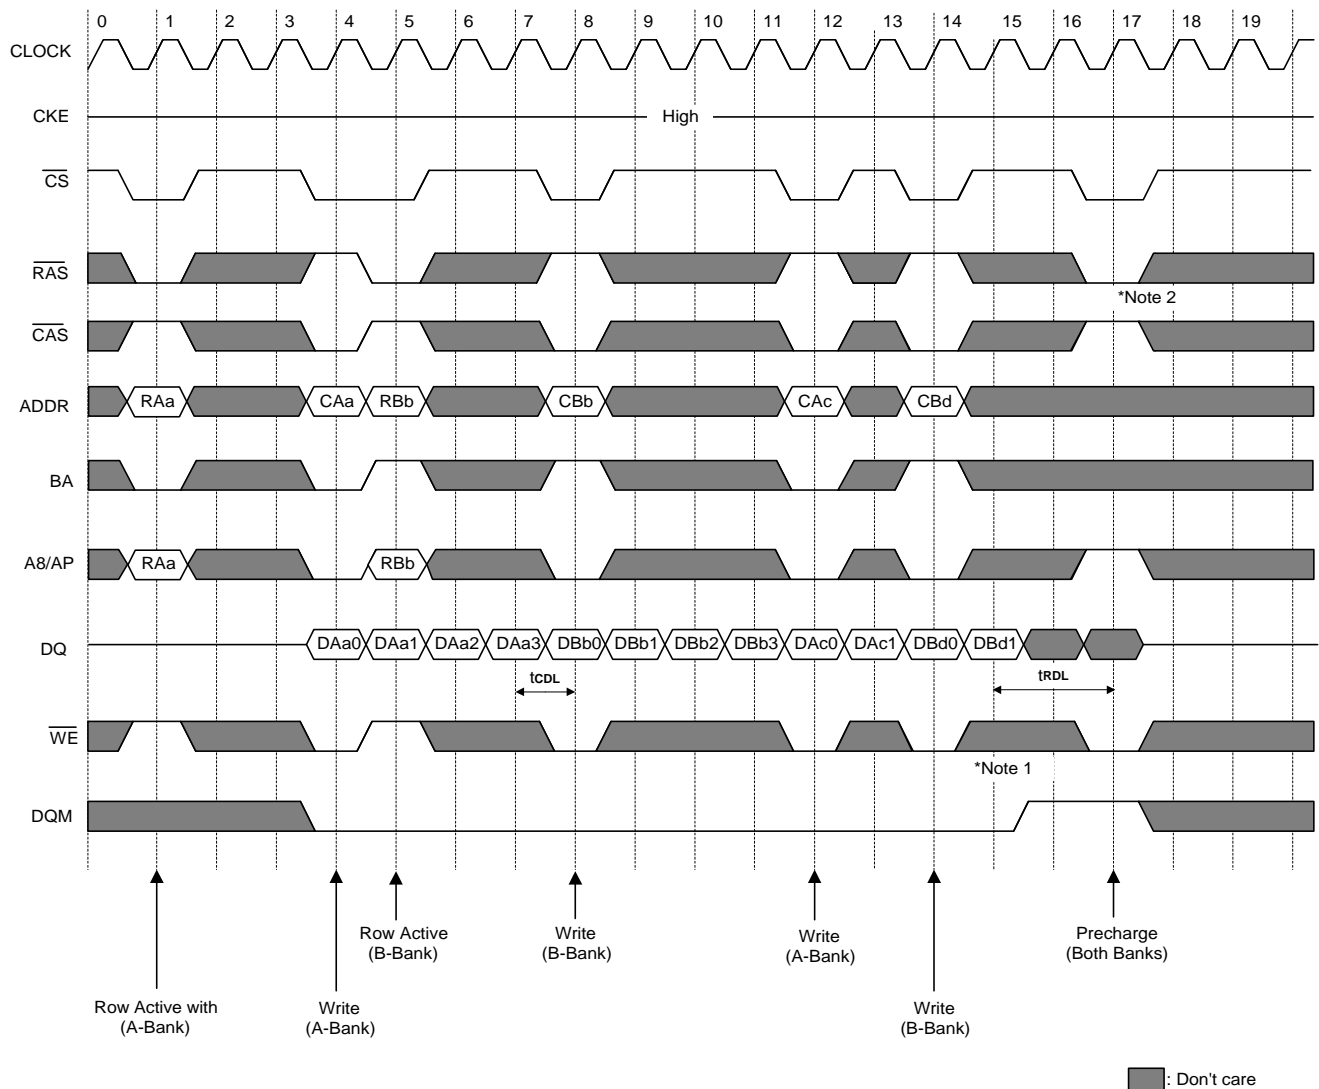 0 1 2 3 4 5 6 7 8 9 10 11 12 13 14 15 16 17 18 19
CLOCK
CKE High
CS
RAS
*Note 2
CAS
ADDR RAa CAa RBb CBb CAc CBd
BA
A8/AP RAa RBb
DQ DAa0 DAa1 DAa2 DAa3 DBb0 DBb1 DBb2 DBb3 DAc0 DAc1 DBd0 DBd1
tCDL tRDL
WE
*Note 1
DQM
Row Active
(B-Bank)
Write
(B-Bank)
Write
(A-Bank)
Precharge
(Both Banks)
Row Active with
(A-Bank)
Write
(A-Bank)
Write
(B-Bank)
: Don't care